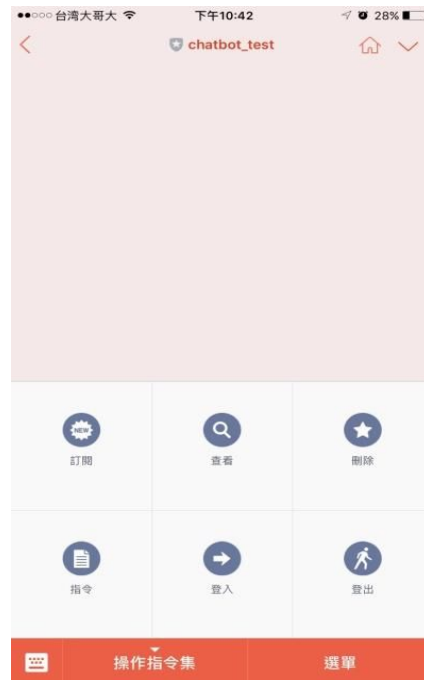 台湾大哥大 下午10:42 28%
chatbot_test
NEW
訂閱 查看 刪除
指令 登入 登出
操作指令集 選單